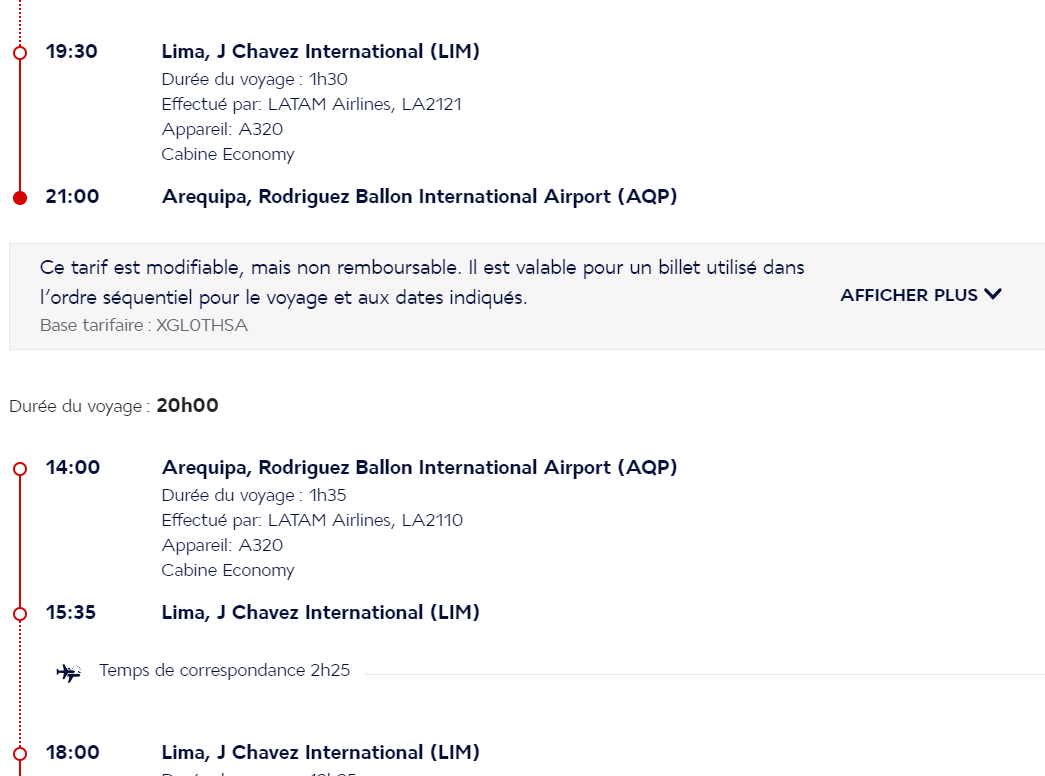 19:30 Lima, J Chavez International (LIM)
Durée du voyage : 1h30
Effectué par: LATAM Airlines, LA2121
Appareil: A320
Cabine Economy
21:00 Arequipa, Rodriguez Ballon International Airport (AQP)
Ce tarif est modifiable, mais non remboursable. Il est valable pour un billet utilisé dans
l'ordre séquentiel pour le voyage et aux dates indiqués.
AFFICHER PLUS
Base tarifaire : XGL0THSA
Durée du voyage : 20h00
14:00 Arequipa, Rodriguez Ballon International Airport (AQP)
Durée du voyage : 1h35
Effectué par: LATAM Airlines, LA2110
Appareil: A320
Cabine Economy
15:35 Lima, J Chavez International (LIM)
Temps de correspondance 2h25
18:00 Lima, J Chavez International (LIM)